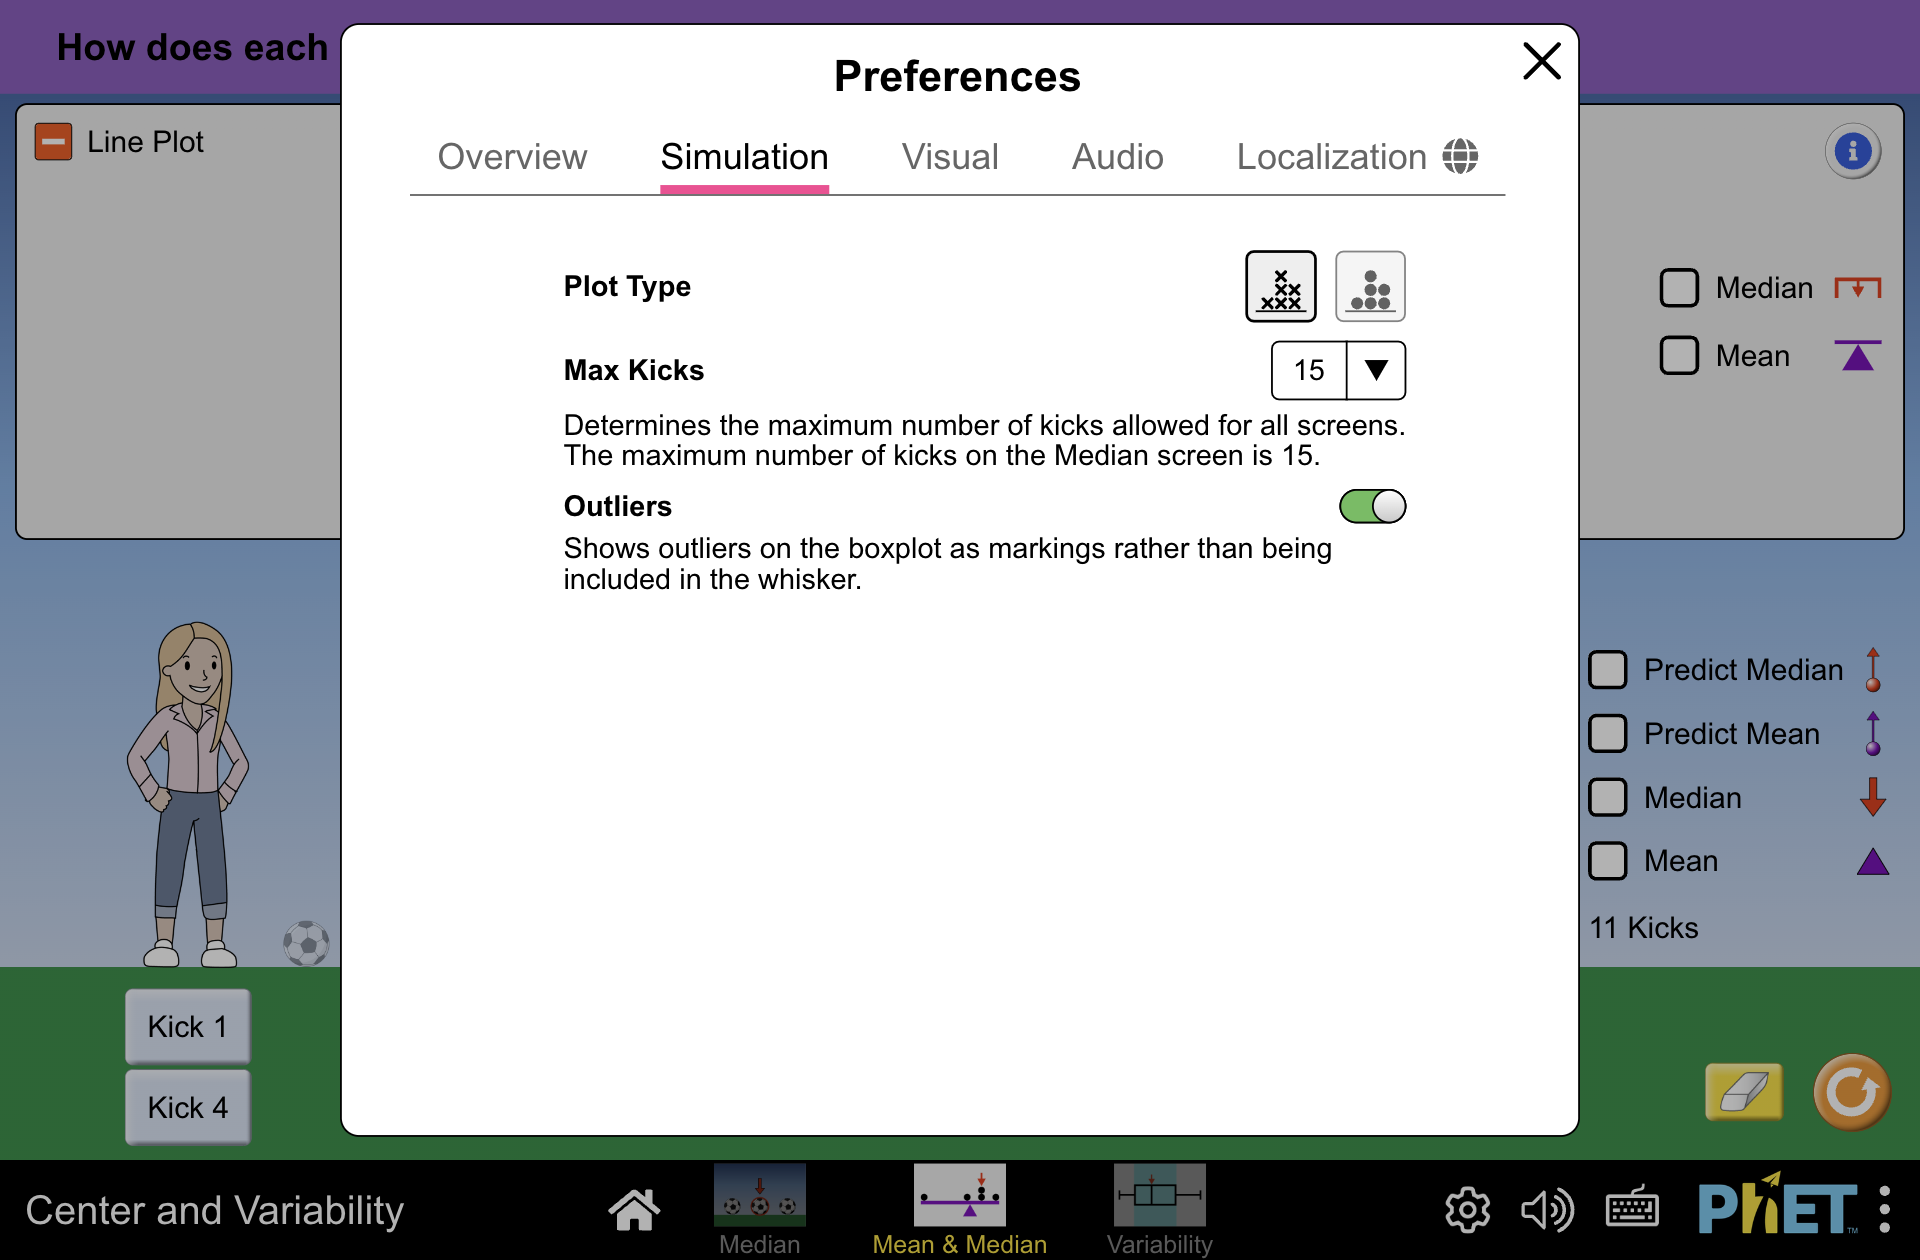 How does each
Preferences
Line Plot
Overview
Simulation
Visual
Audio
Localization
Plot Type
Median
Max Kicks
15
Mean
Determines the maximum number of kicks allowed for all screens.
The maximum number of kicks on the Median screen is 15.
Outliers
Shows outliers on the boxplot as markings rather than being
included in the whisker.
Predict Median
Predict Mean
Median
Mean
11 Kicks
Kick 1
Kick 4
Center and Variability
Median
Mean & Median
Variability
PhET™